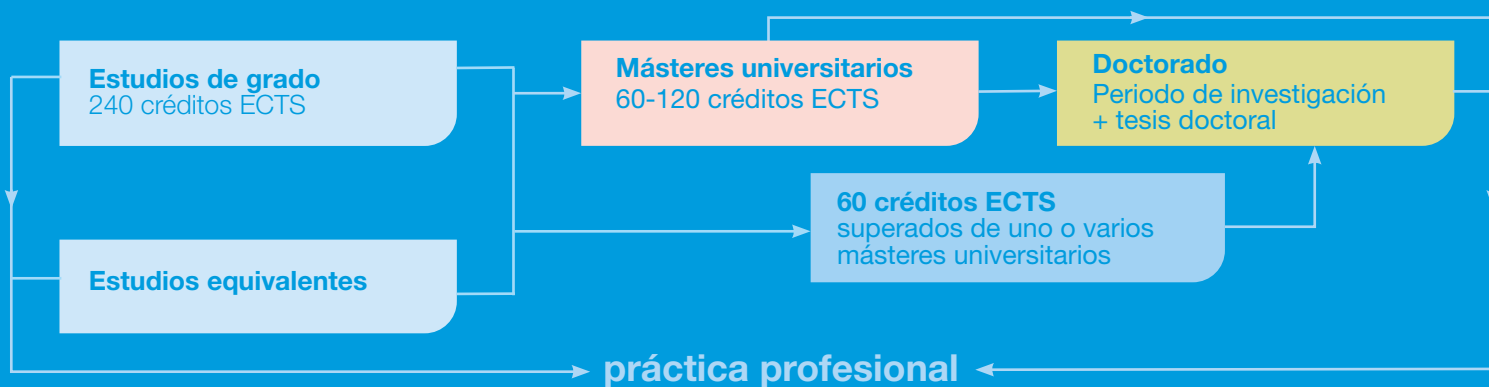 Estudios de grado
240 créditos ECTS
Másteres universitarios
60-120 créditos ECTS
Doctorado
Periodo de investigación
+ tesis doctoral
60 créditos ECTS
superados de uno o varios
másteres universitarios
Estudios equivalentes
práctica profesional